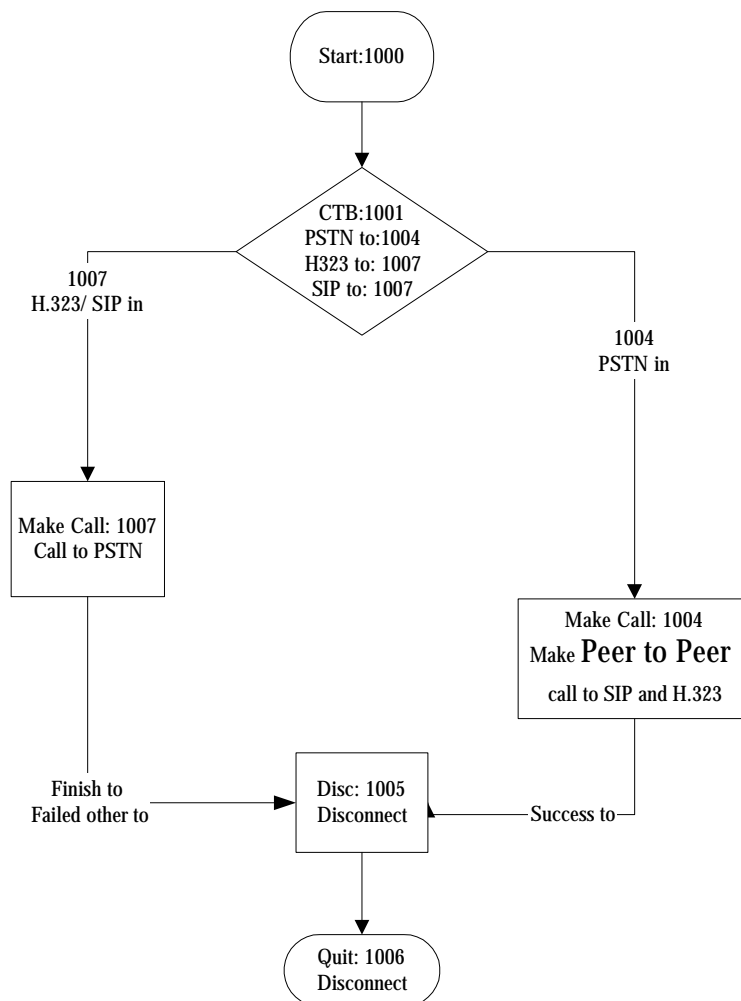 Start:1000
CTB:1001
PSTN to:1004
H323 to: 1007
SIP to: 1007
1007
H.323/ SIP in
1004
PSTN in
Make Call: 1007
Call to PSTN
Make Call: 1004
Make Peer to Peer
call to SIP and H.323
Finish to
Failed other to
Disc: 1005
Disconnect
Success to
Quit: 1006
Disconnect